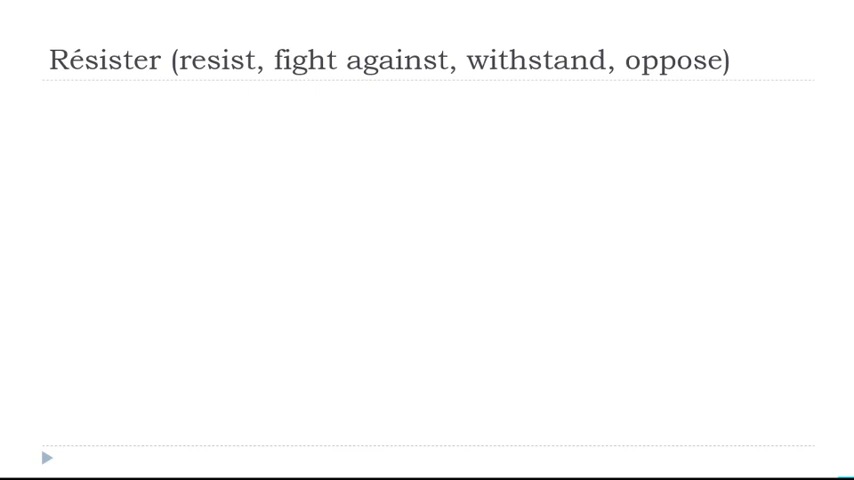 Résister (resist, fight against, withstand, oppose)